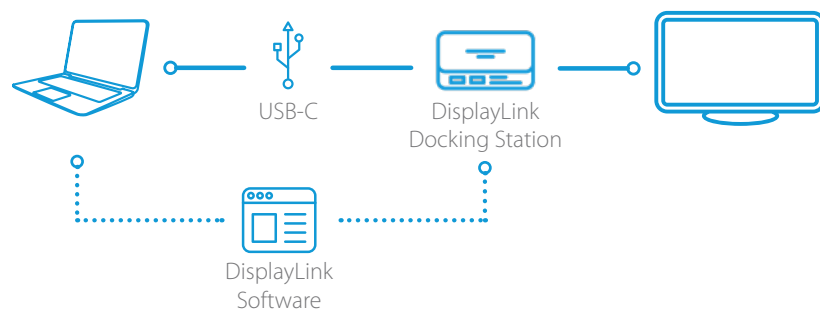 USB-C
DisplayLink
Docking Station
DisplayLink
Software